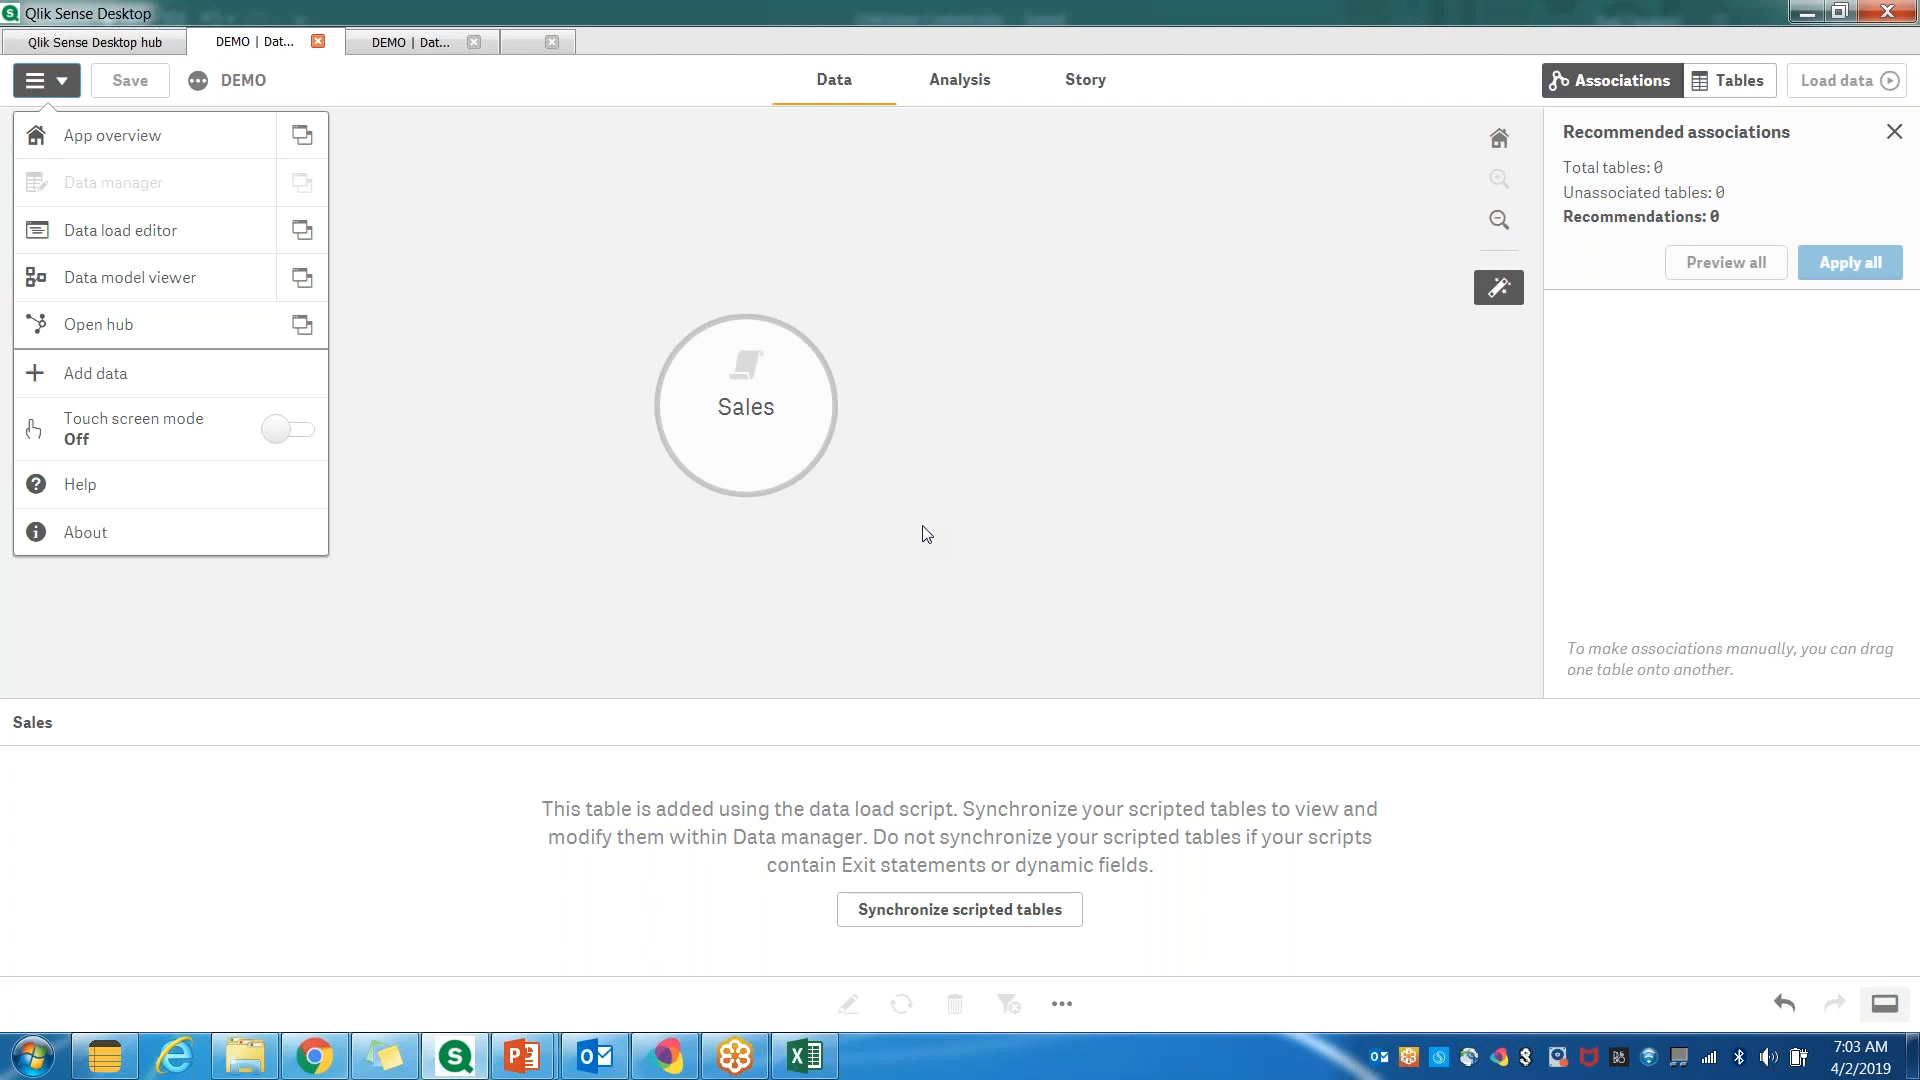 Qlik Sense Desktop
Qlik Sense Desktop hub
DEMO | Dat...
DEMO | Dat...
Save
DEMO
Data
Analysis
Story
Associations
Tables
Load data
App overview
Data manager
Data load editor
Data model viewer
Open hub
Add data
Touch screen mode
Off
Help
About
Sales
Recommended associations
Total tables: 0
Unassociated tables: 0
Recommendations: 0
Preview all
Apply all
To make associations manually, you can drag
one table onto another.
Sales
This table is added using the data load script. Synchronize your scripted tables to view and
modify them within Data manager. Do not synchronize your scripted tables if your scripts
contain Exit statements or dynamic fields.
Synchronize scripted tables
7:03 AM
4/2/2019